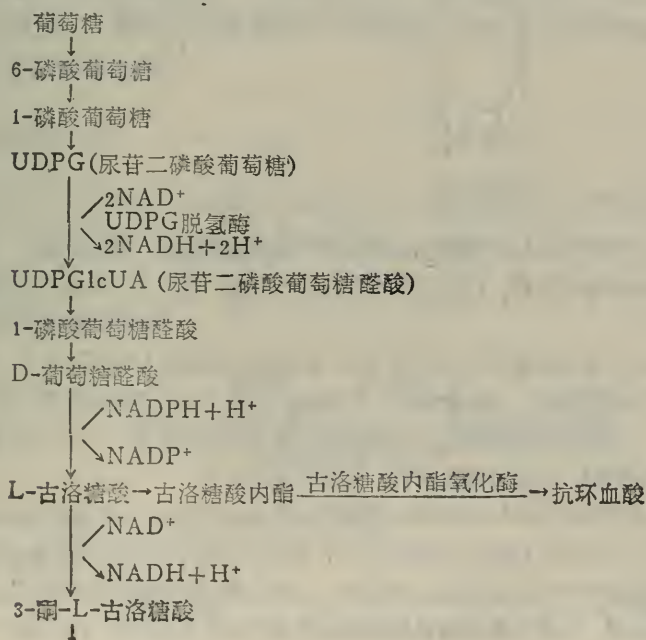 葡萄糖
↓
6-磷酸葡萄糖
↓
1-磷酸葡萄糖
↓
UDPG(尿苷二磷酸葡萄糖)
2NAD⁺
UDPG脱氢酶
2NADH+2H⁺
UDPGlcUA (尿苷二磷酸葡萄糖醛酸)
↓
1-磷酸葡萄糖醛酸
↓
D-葡萄糖醛酸
NADPH+H⁺
NADP⁺
L-古洛糖酸→古洛糖酸内酯 古洛糖酸内酯氧化酶 →抗环血酸
NAD⁺
NADH+H⁺
3-酮-L-古洛糖酸
↓